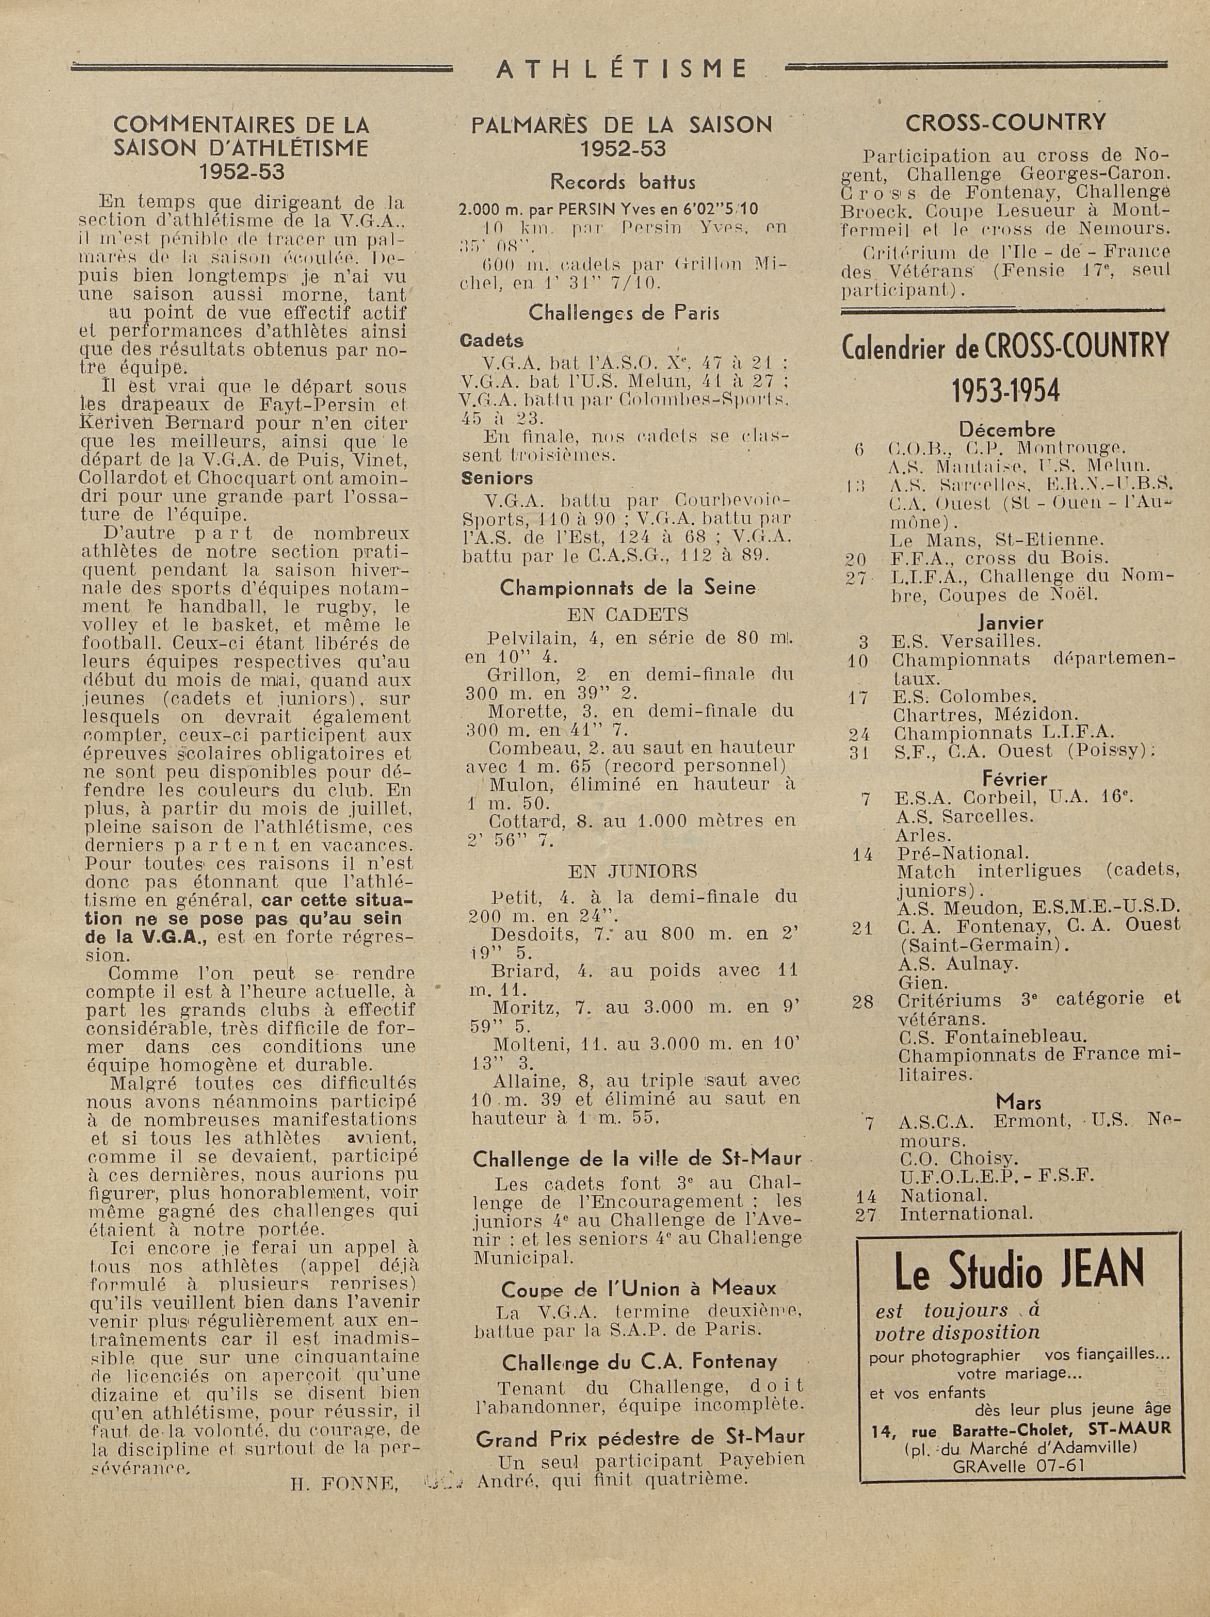 ATHLÉTISME
COMMENTAIRES DE LA
SAISON D'ATHLÉTISME
1952-53
En temps que dirigeant de la
section d'athlétisme de la V.G.A.,
il m'est pénible de tracer un pal-
marès de la saison écoulée. De-
puis bien longtemps je n'ai vu
une saison aussi morne, tant
au point de vue effectif actif
et performances d'athlètes ainsi
que des résultats obtenus par no-
tre équipe.
Il est vrai que le départ sous
les drapeaux de Fayt-Persin et
Keriven Bernard pour n'en citer
que les meilleurs, ainsi que le
départ de la V.G.A. de Puis, Vinet,
Collardot et Chocquart ont amoin-
dri pour une grande part l'ossa-
ture de l'équipe.
D'autre part de nombreux
athlètes de notre section prati-
quent pendant la saison hiver-
nale des sports d'équipes notam-
ment le handball, le rugby, le
volley et le basket, et même le
football. Ceux-ci étant libérés de
leurs équipes respectives qu'au
début du mois de mai, quand aux
jeunes (cadets et juniors), sur
lesquels on devrait également
compter, ceux-ci participent aux
épreuves scolaires obligatoires et
ne sont peu disponibles pour dé-
fendre les couleurs du club. En
plus, à partir du mois de juillet,
pleine saison de l'athlétisme, ces
derniers partent en vacances.
Pour toutes ces raisons il n'est
donc pas étonnant que l'athlé-
tisme en général, car cette situa-
tion ne se pose pas qu'au sein
de la V.G.A., est en forte régres-
sion.
Comme l'on peut se rendre
compte il est à l'heure actuelle, à
part les grands clubs à effectif
considérable, très difficile de for-
mer dans ces conditions une
équipe homogène et durable.
Malgré toutes ces difficultés
nous avons néanmoins participé
à de nombreuses manifestations
et si tous les athlètes avaient,
comme il se devaient, participé
à ces dernières, nous aurions pu
figurer, plus honorablement, voir
même gagné des challenges qui
étaient à notre portée.
Ici encore je ferai un appel à
tous nos athlètes (appel déjà
formulé à plusieurs reprises)
qu'ils veuillent bien dans l'avenir
venir plus régulièrement aux en-
traînements car il est inadmis-
sible que sur une cinquantaine
de licenciés on aperçoit qu'une
dizaine et qu'ils se disent bien
qu'en athlétisme, pour réussir, il
faut de la volonté, du courage, de
la discipline et surtout de la per-
sévérance.
H. FONNE,
PALMARÈS DE LA SAISON
1952-53
Records battus
2.000 m. par PERSIN Yves en 6'02"5/10
10 km. par Persin Yves, en
35' 08".
600 m. cadets par Grillon Mi-
chel, en 1' 31" 7/10.
Challenges de Paris
Cadets
V.G.A. bat l'A.S.O. Xe, 47 à 21 ;
V.G.A. bat l'U.S. Melun, 41 à 27 ;
V.G.A. battu par Colombes-Sports,
45 à 23.
En finale, nos cadets se clas-
sent troisièmes.
Seniors
V.G.A. battu par Courbevoie-
Sports, 110 à 90 ; V.G.A. battu par
l'A.S. de l'Est, 124 à 68 ; V.G.A.
battu par le C.A.S.G., 112 à 89.
Championnats de la Seine
EN CADETS
Pelvilain, 4, en série de 80 m.
en 10" 4.
Grillon, 2 en demi-finale du
300 m. en 39" 2.
Morette, 3. en demi-finale du
300 m. en 41" 7.
Combeau, 2. au saut en hauteur
avec 1 m. 65 (record personnel)
Mulon, éliminé en hauteur à
1 m. 50.
Cottard, 8. au 1.000 mètres en
2' 56" 7.
EN JUNIORS
Petit, 4. à la demi-finale du
200 m. en 24".
Desdoits, 7. au 800 m. en 2'
19" 5.
Briard, 4. au poids avec 11
m. 11.
Moritz, 7. au 3.000 m. en 9'
59" 5.
Molteni, 11. au 3.000 m. en 10'
13" 3.
Allaine, 8, au triple saut avec
10 m. 39 et éliminé au saut en
hauteur à 1 m. 55.
Challenge de la ville de St-Maur
Les cadets font 3e au Chal-
lenge de l'Encouragement ; les
juniors 4e au Challenge de l'Ave-
nir ; et les seniors 4e au Challenge
Municipal.
Coupe de l'Union à Meaux
La V.G.A. termine deuxième,
battue par la S.A.P. de Paris.
Challenge du C.A. Fontenay
Tenant du Challenge, doit
l'abandonner, équipe incomplète.
Grand Prix pédestre de St-Maur
Un seul participant Payebien
André, qui finit quatrième.
CROSS-COUNTRY
Participation au cross de No-
gent, Challenge Georges-Caron.
Cross de Fontenay, Challenge
Broeck. Coupe Lesueur à Mont-
fermeil et le cross de Nemours.
Critérium de l'Ile-de-France
des Vétérans (Fensie 17e, seul
participant).
Calendrier de CROSS-COUNTRY
1953-1954
Décembre
6 C.O.B., C.P. Montrouge.
A.S. Mantaise, U.S. Melun.
13 A.S. Sarcelles, E.R.N.-U.B.S.
C.A. Ouest (St-Ouen-l'Au-
mône).
Le Mans, St-Etienne.
20 F.F.A., cross du Bois.
27 L.I.F.A., Challenge du Nom-
bre, Coupes de Noël.
Janvier
3 E.S. Versailles.
10 Championnats départemen-
taux.
17 E.S. Colombes.
Chartres, Mézidon.
24 Championnats L.I.F.A.
31 S.F., C.A. Ouest (Poissy).
Février
7 E.S.A. Corbeil, U.A. 16e.
A.S. Sarcelles.
Arles.
14 Pré-National.
Match interligues (cadets,
juniors).
A.S. Meudon, E.S.M.E.-U.S.D.
21 C.A. Fontenay, C.A. Ouest
(Saint-Germain).
A.S. Aulnay.
Gien.
28 Critériums 3e catégorie et
vétérans.
C.S. Fontainebleau.
Championnats de France mi-
litaires.
Mars
7 A.S.C.A. Ermont, U.S. Ne-
mours.
C.O. Choisy.
U.F.O.L.E.P. - F.S.F.
14 National.
27 International.
Le Studio JEAN
est toujours à
votre disposition
pour photographier vos fiançailles...
votre mariage...
et vos enfants
dès leur plus jeune âge
14, rue Baratte-Cholet, ST-MAUR
(pl. du Marché d'Adamville)
GRAvelle 07-61